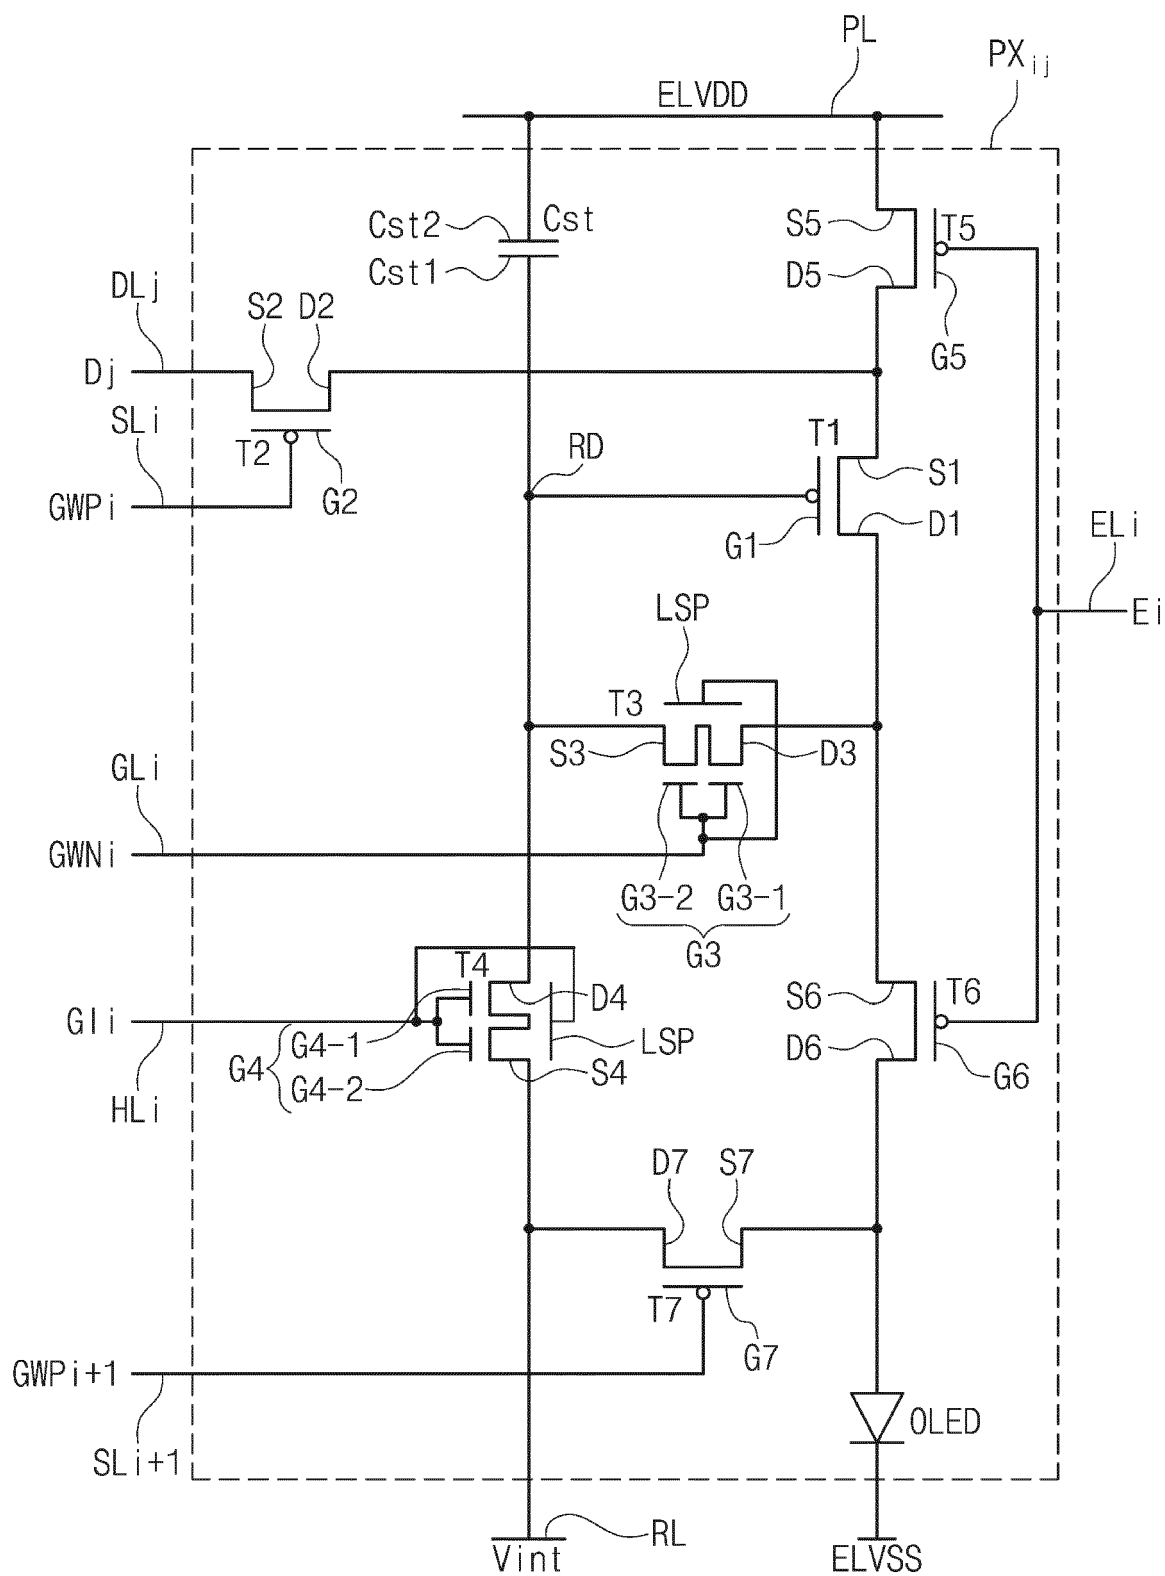 PL
PXij
ELVDD
Cst2
Cst
Cst1
S5
T5
D5
G5
DLj
S2
D2
Dj
SLi
T2
G2
GWPi
RD
T1
S1
D1
G1
ELi
Ei
LSP
T3
S3
D3
GLi
GWNi
G3-2
G3-1
G3
T4
D4
GIi
G4-1
G4
G4-2
LSP
S4
HLi
S6
T6
D6
G6
D7
S7
T7
G7
GWPi+1
SLi+1
OLED
RL
Vint
ELVSS